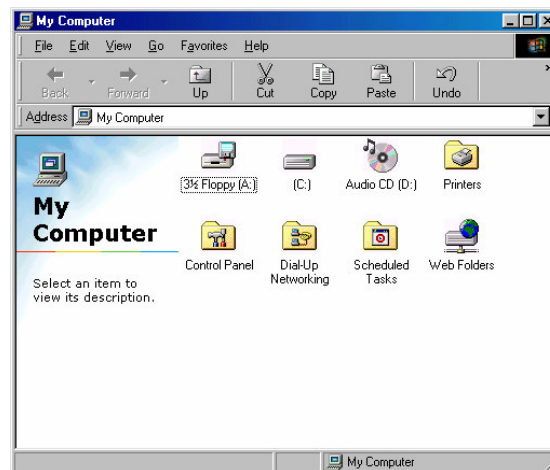 My Computer
File Edit View Go Favorites Help
Back Forward Up Cut Copy Paste Undo »
Address My Computer
3½ Floppy (A:) (C:) Audio CD (D:) Printers
My
Computer
Control Panel Dial-Up Networking Scheduled Tasks Web Folders
Select an item to
view its description.
My Computer